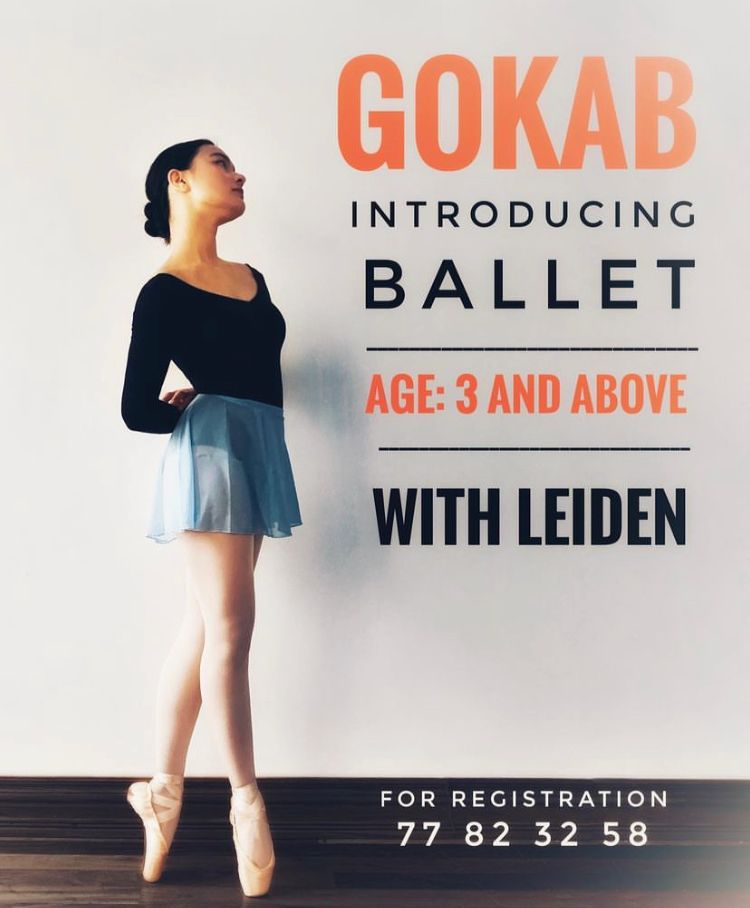 GOKAB
INTRODUCING
BALLET
AGE: 3 AND ABOVE
WITH LEIDEN
FOR REGISTRATION
77 82 32 58